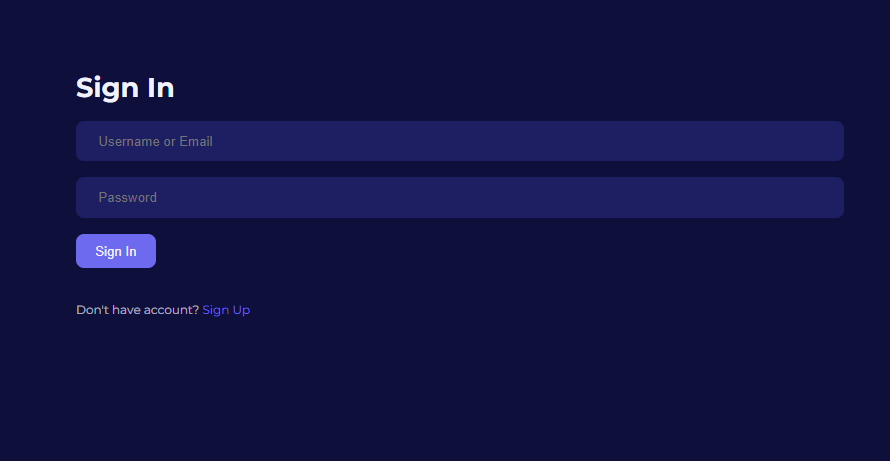 Sign In
Username or Email
Password
Sign In
Don't have account? Sign Up